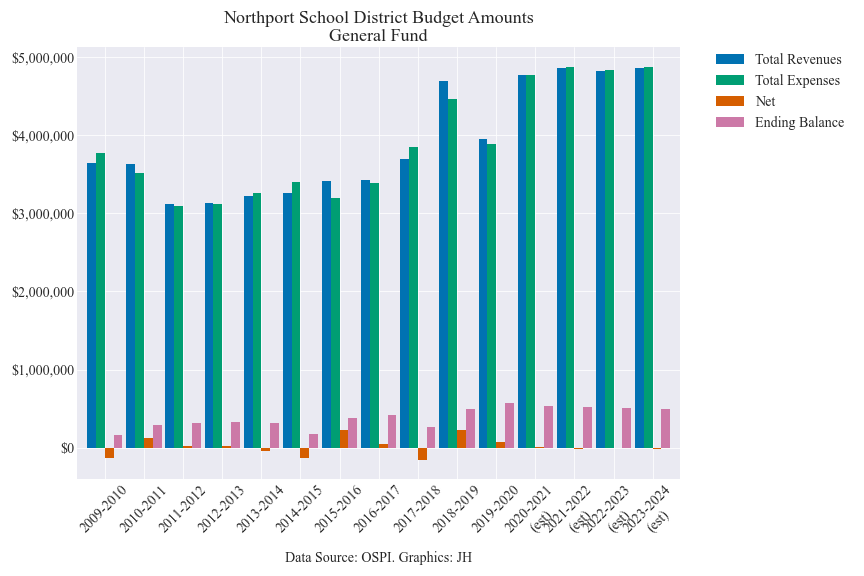 Northport School District Budget Amounts
General Fund
$5,000,000
$4,000,000
$3,000,000
$2,000,000
$1,000,000
$0
Total Revenues
Total Expenses
Net
Ending Balance
2009-2010
2010-2011
2011-2012
2012-2013
2013-2014
2014-2015
2015-2016
2016-2017
2017-2018
2018-2019
2019-2020
2020-2021
(est)
2021-2022
(est)
2022-2023
(est)
2023-2024
(est)
Data Source: OSPI. Graphics: JH